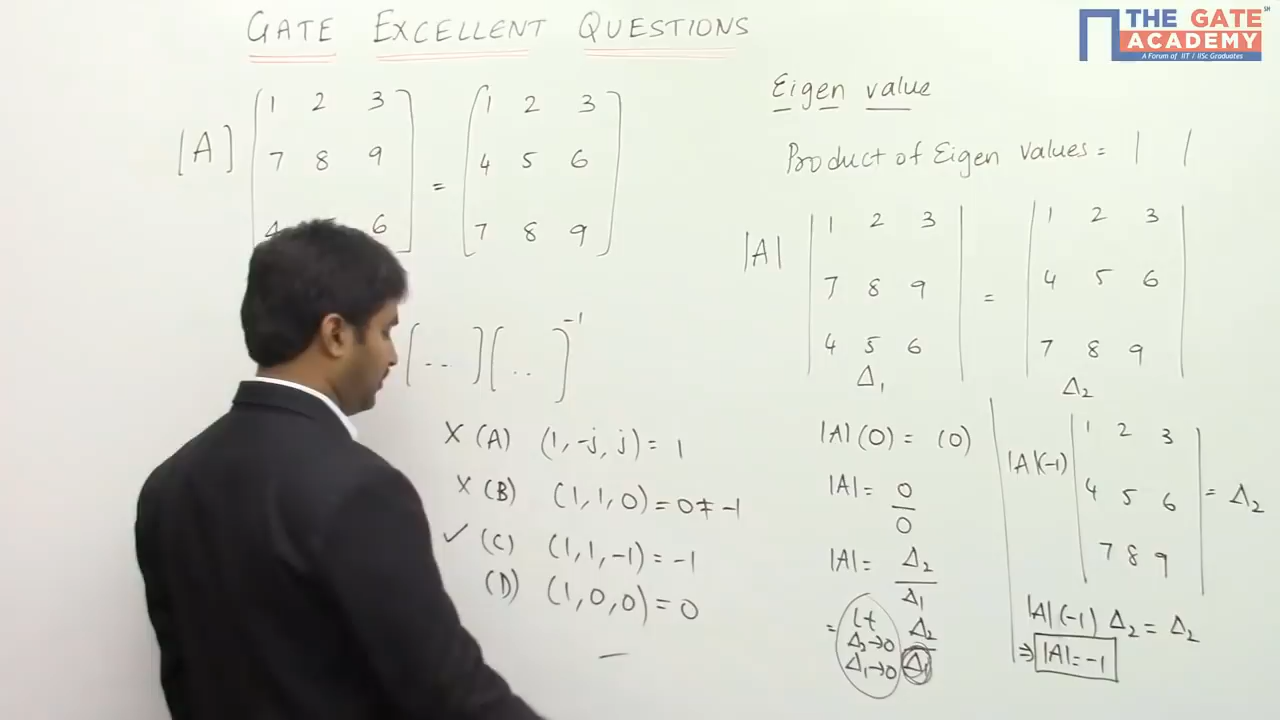 GATE EXCELLENT QUESTIONS
THE GATE ACADEMY
A Forum of IIT / IISc Graduates
[A] [1 2 3
7 8 9
4 6] = [1 2 3
4 5 6
7 8 9]
[...][..]⁻¹
X (A) (1, -j, j) = 1
X (B) (1, 1, 0) = 0 ≠ -1
✓ (C) (1, 1, -1) = -1
(D) (1, 0, 0) = 0
Eigen value
Product of Eigen values = | |
|A| |1 2 3
7 8 9
4 5 6| = |1 2 3
4 5 6
7 8 9|
Δ₁ Δ₂
|A| (0) = (0)
|A| = 0/0
|A| = Δ₂/Δ₁
= Lt Δ₂→0 Δ₁→0 Δ₂/Δ₁
|A|(-1) |1 2 3
4 5 6
7 8 9| = Δ₂
|A|(-1) Δ₂ = Δ₂
⇒ |A| = -1